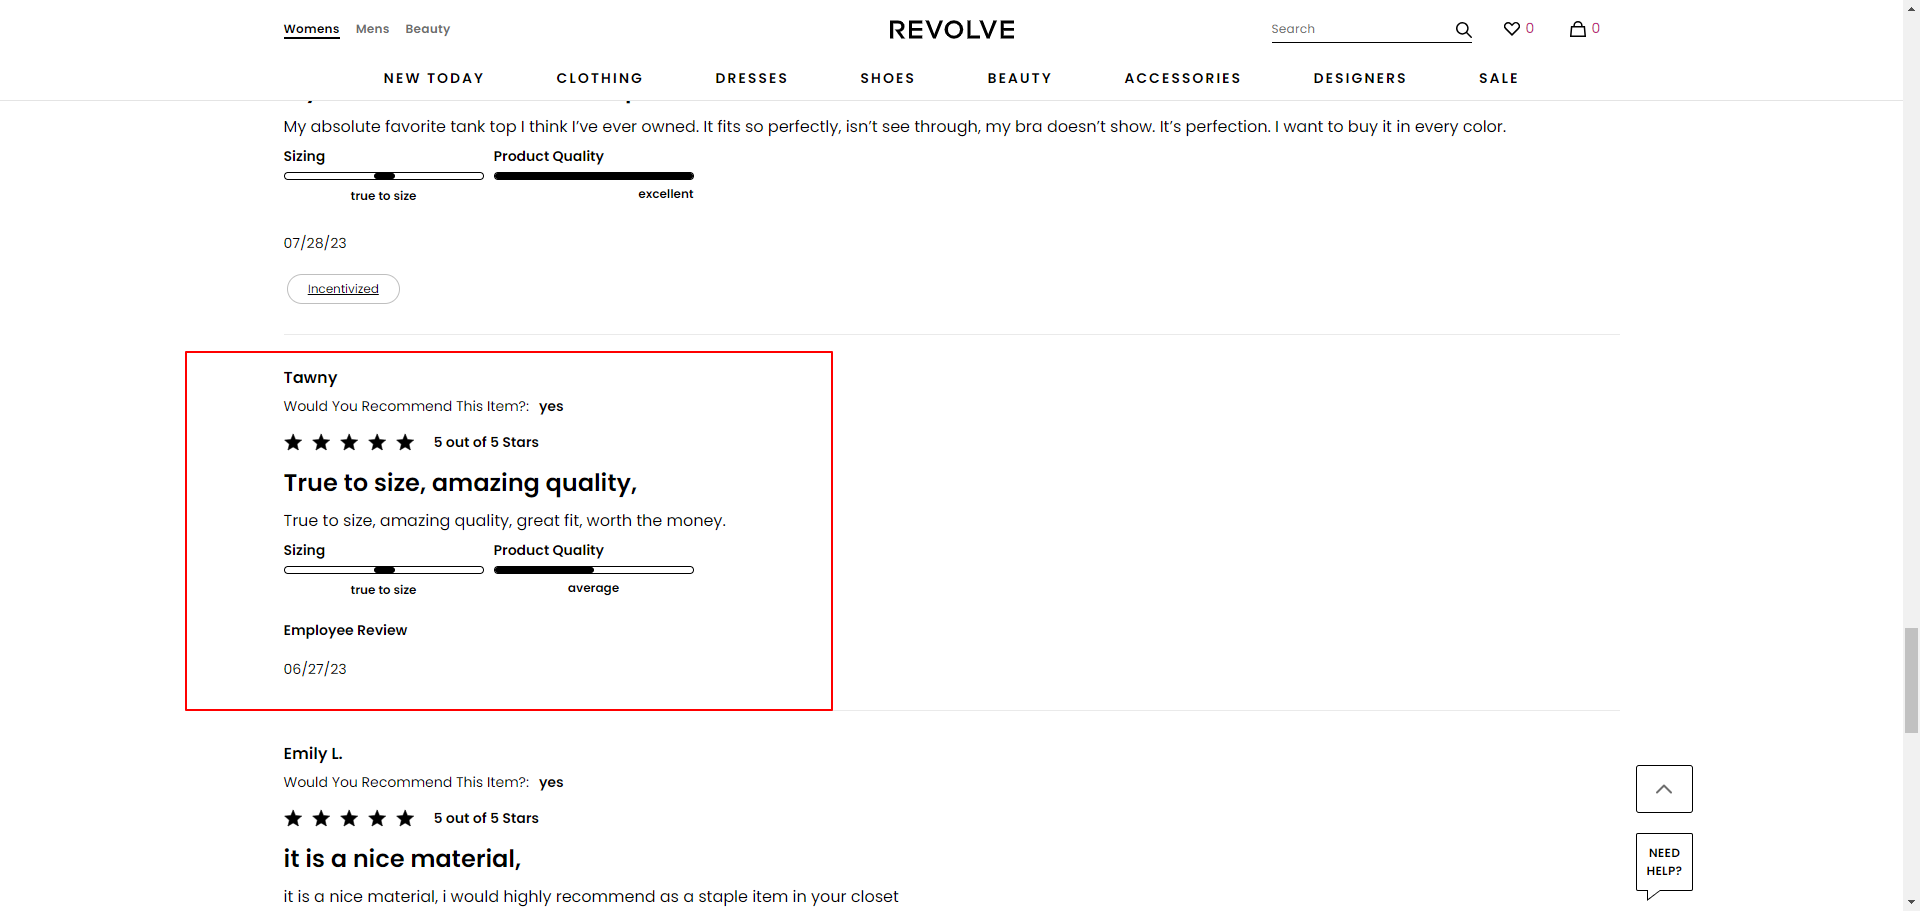 Womens Mens Beauty
REVOLVE
Search
0
0
NEW TODAY CLOTHING DRESSES SHOES BEAUTY ACCESSORIES DESIGNERS SALE
My absolute favorite tank top I think I’ve ever owned. It fits so perfectly, isn’t see through, my bra doesn’t show. It’s perfection. I want to buy it in every color.
Sizing Product Quality
true to size excellent
07/28/23
Incentivized
Tawny
Would You Recommend This Item?: yes
5 out of 5 Stars
True to size, amazing quality,
True to size, amazing quality, great fit, worth the money.
Sizing Product Quality
true to size average
Employee Review
06/27/23
Emily L.
Would You Recommend This Item?: yes
5 out of 5 Stars
it is a nice material,
it is a nice material, i would highly recommend as a staple item in your closet
NEED
HELP?